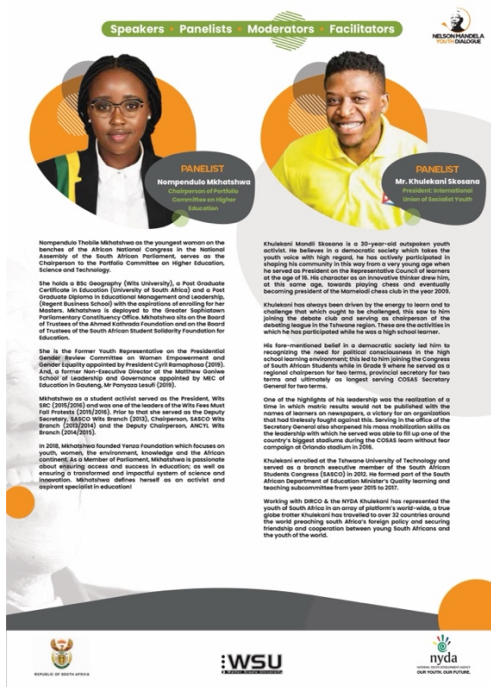 Speakers • Panelists • Moderators • Facilitators
NELSON MANDELA
YOUTH DIALOGUE
PANELIST
Nompendulo Mkhatshwa
Chairperson of Portfolio
Committee on Higher
Education
PANELIST
Mr. Khulekani Skosana
President: International
Union of Socialist Youth
Nompendulo Thobile Mkhatshwa as the youngest woman on the
benches of the African National Congress in the National
Assembly of the South African Parliament, serves as the
Chairperson to the Portfolio Committee on Higher Education,
Science and Technology.
She holds a BSc Geography (Wits University), a Post Graduate
Certificate in Education (University of South Africa) and a Post
Graduate Diploma in Educational Management and Leadership,
(Regent Business School) with the aspirations of enrolling for her
Masters. Mkhatshwa is deployed to the Greater Sophiatown
Parliamentary Constituency Office. Mkhatshwa sits on the Board
of Trustees of the Ahmed Kathrada Foundation and on the Board
of Trustees of the South African Student Solidarity Foundation for
Education.
She is the Former Youth Representative on the Presidential
Gender Review Committee on Women Empowerment and
Gender Equality appointed by President Cyril Ramaphosa (2019).
And, a former Non-Executive Director at the Matthew Goniwe
School of Leadership and Governance appointed by MEC of
Education in Gauteng, Mr Panyaza Lesufi (2019).
Mkhatshwa as a student activist served as the President, Wits
SRC (2015/2016) and was one of the leaders of the Wits Fees Must
Fall Protests (2015/2016). Prior to that she served as the Deputy
Secretary, SASCO Wits Branch (2013), Chairperson, SASCO Wits
Branch (2013/2014) and the Deputy Chairperson, ANCYL Wits
Branch (2014/2015).
In 2018, Mkhatshwa founded Yenza Foundation which focuses on
youth, women, the environment, knowledge and the African
continent. As a Member of Parliament, Mkhatshwa is passionate
about ensuring access and success in education; as well as
ensuring a transformed and impactful system of science and
innovation. Mkhatshwa defines herself as an activist and
aspirant specialist in education!
Khulekani Mondli Skosana is a 30-year-old outspoken youth
activist. He believes in a democratic society which takes the
youth voice with high regard, he has actively participated in
shaping his community in this way from a very young age when
he served as President on the Representative Council of learners
at the age of 16. His character as an innovative thinker drew him,
at this same age, towards playing chess and eventually
becoming president of the Mamelodi chess club in the year 2009.
Khulekani has always been driven by the energy to learn and to
challenge that which ought to be challenged, this saw to him
joining the debate club and serving as chairperson of the
debating league in the Tshwane region. These are the activities in
which he has participated while he was a high school learner.
His fore-mentioned belief in a democratic society led him to
recognizing the need for political consciousness in the high
school learning environment; this led to him joining the Congress
of South African Students while in Grade 9 where he served as a
regional chairperson for two terms, provincial secretary for two
terms and ultimately as longest serving COSAS Secretary
General for two terms.
One of the highlights of his leadership was the realization of a
time in which matric results would not be published with the
names of learners on newspapers, a victory for an organization
that had tirelessly fought against this. Serving in the office of the
Secretary General also sharpened his mass mobilization skills as
the leadership with which he served was able to fill up one of the
country's biggest stadiums during the COSAS learn without fear
campaign at Orlando stadium in 2016.
Khulekani enrolled at the Tshwane University of Technology and
served as a branch executive member of the South African
Students Congress (SASCO) in 2012. He formed part of the South
African Department of Education Minister's Quality learning and
teaching subcommittee from year 2015 to 2017.
Working with DIRCO & the NYDA Khulekani has represented the
youth of South Africa in an array of platform's world-wide, a true
globe trotter Khulekani has travelled to over 32 countries around
the world preaching south Africa's foreign policy and securing
friendship and cooperation between young South Africans and
the youth of the world.
REPUBLIC OF SOUTH AFRICA
WSU
nyda
NATIONAL YOUTH DEVELOPMENT AGENCY
OUR YOUTH. OUR FUTURE.